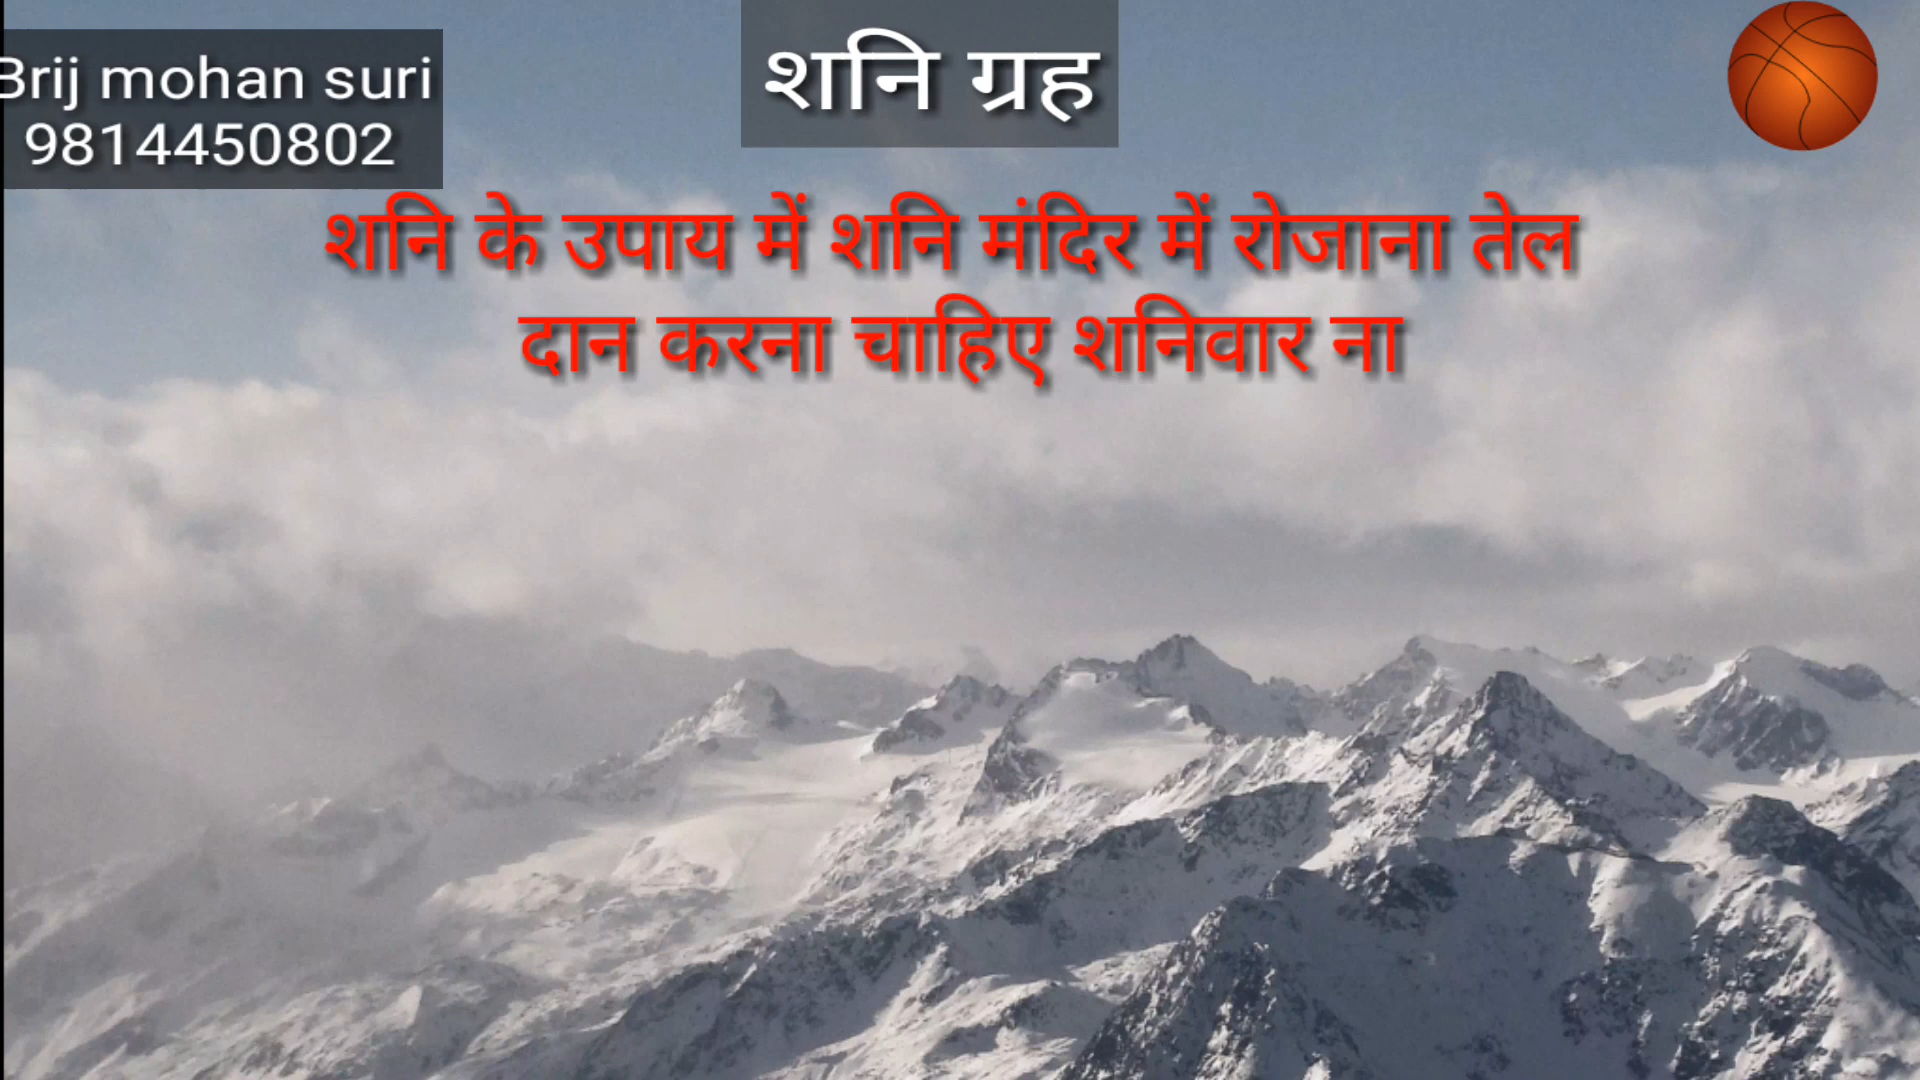 Brij mohan suri
9814450802
शनि ग्रह
शनि के उपाय में शनि मंदिर में रोजाना तेल
दान करना चाहिए शनिवार ना